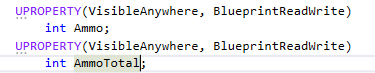 UPROPERTY(VisibleAnywhere, BlueprintReadWrite)
int Ammo;
UPROPERTY(VisibleAnywhere, BlueprintReadWrite)
int AmmoTotal;